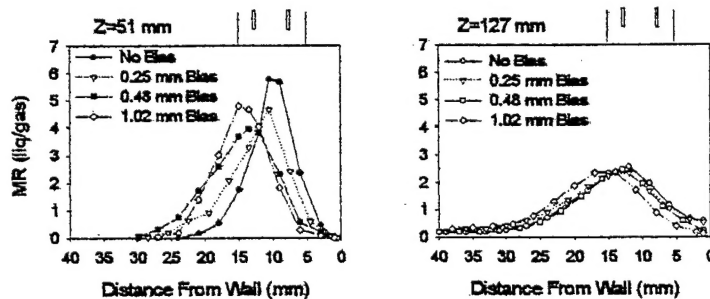 Z=51 mm
7
6
5
4
3
2
1
0
MR (liq/gas)
No Bias
0.25 mm Bias
0.48 mm Bias
1.02 mm Bias
40 35 30 25 20 15 10 5 0
Distance From Wall (mm)
Z=127 mm
7
6
5
4
3
2
1
0
No Bias
0.25 mm Bias
0.48 mm Bias
1.02 mm Bias
40 35 30 25 20 15 10 5 0
Distance From Wall (mm)